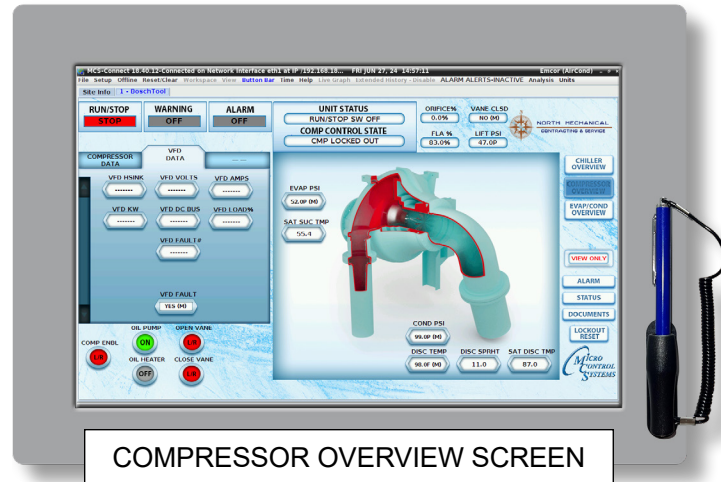 MCS-Connect 18.40.12-Connected on Network Interface eth1 at IP /192.168.18... FRI JUN 27, 24 14:57:11 Emcor (AirCond)
File Setup Offline Reset/Clear Workspace View Button Bar Time Help Live Graph Extended History - Disable ALARM ALERTS-INACTIVE Analysis Units
Site Info 1 - BoschTool
RUN/STOP WARNING ALARM
STOP OFF OFF
UNIT STATUS
RUN/STOP SW OFF
COMP CONTROL STATE
CMP LOCKED OUT
ORIFICE% VANE CLSD
0.0% NO (M)
FLA % LIFT PSI
83.0% 47.0P
NORTH MECHANICAL
CONTRACTING & SERVICE
COMPRESSOR DATA
VFD DATA
-- --
VFD HSINK VFD VOLTS VFD AMPS
------- ------- -------
VFD KW VFD DC BUS VFD LOAD%
------- ------- -------
VFD FAULT#
-------
VFD FAULT
YES (M)
COMP ENBL
L/R
OIL PUMP OPEN VANE
ON L/R
OIL HEATER CLOSE VANE
OFF L/R
EVAP PSI
52.0P (M)
SAT SUC TMP
55.4
COND PSI
99.0P (M)
DISC TEMP DISC SPRHT SAT DISC TMP
98.0F (M) 11.0 87.0
CHILLER OVERVIEW
COMPRESSOR OVERVIEW
EVAP/COND OVERVIEW
VIEW ONLY
ALARM
STATUS
DOCUMENTS
LOCKOUT RESET
MICRO CONTROL SYSTEMS
COMPRESSOR OVERVIEW SCREEN